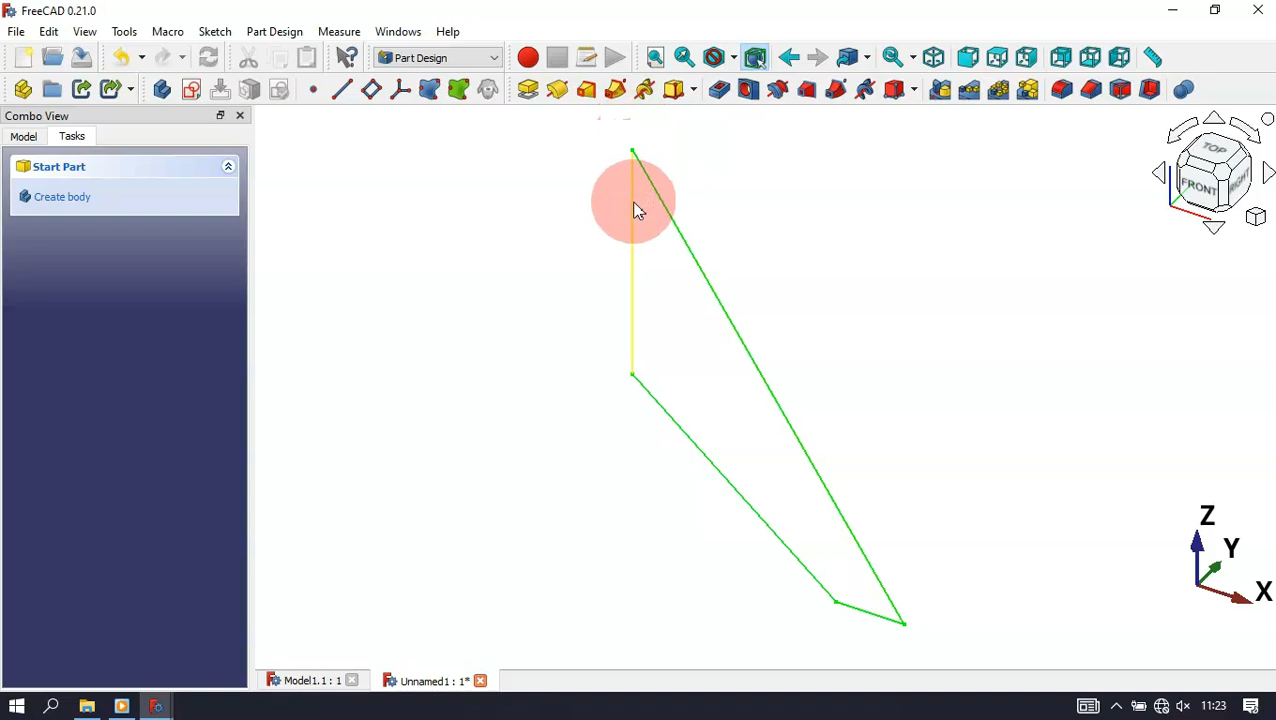 FreeCAD 0.21.0
File Edit View Tools Macro Sketch Part Design Measure Windows Help
Part Design
Combo View
Model Tasks
Start Part
Create body
TOP
FRONT
RIGHT
Z
Y
X
Model1.1 : 1
Unnamed1 : 1*
11:23